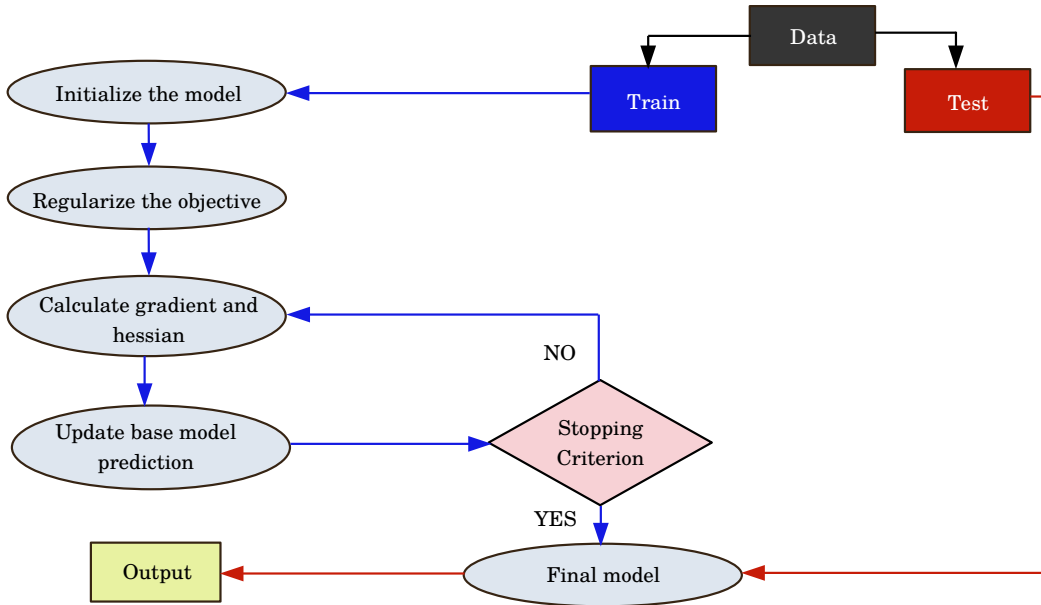 Data
Train
Test
Initialize the model
Regularize the objective
Calculate gradient and
hessian
NO
Update base model
prediction
Stopping
Criterion
YES
Final model
Output